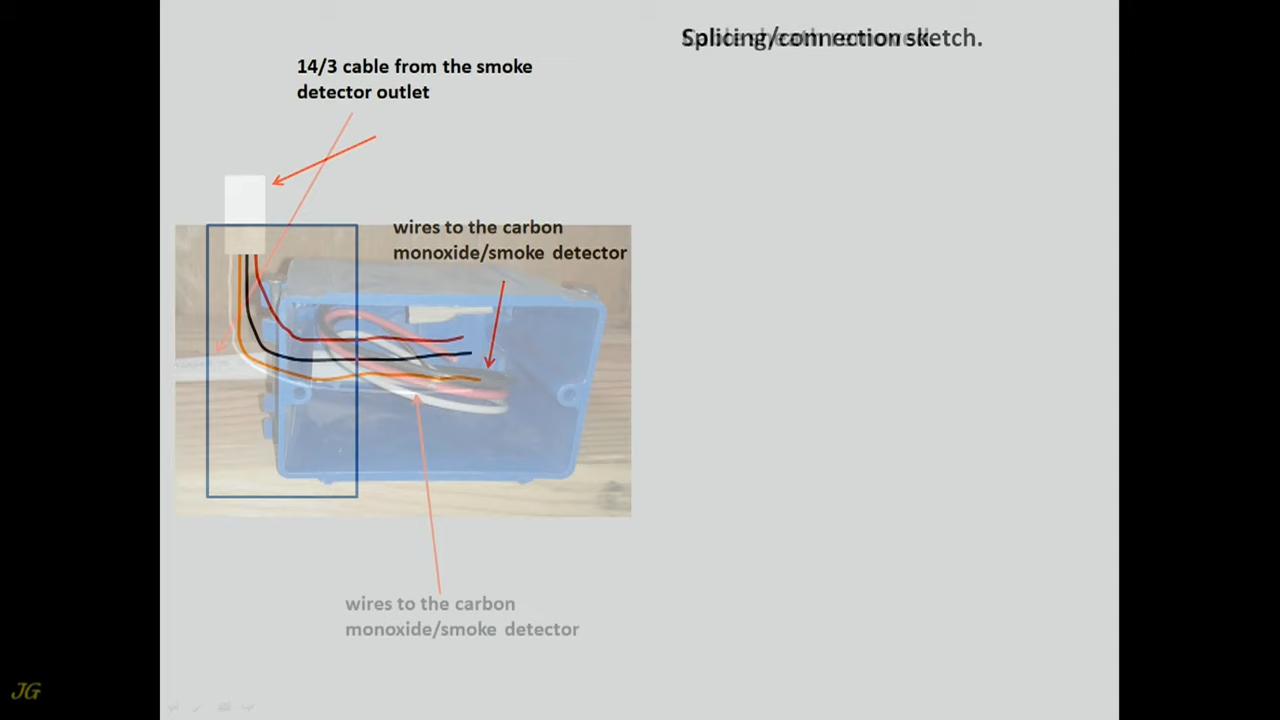 Splicing/connection sketch.
14/3 cable from the smoke
detector outlet
wires to the carbon
monoxide/smoke detector
wires to the carbon
monoxide/smoke detector
JG